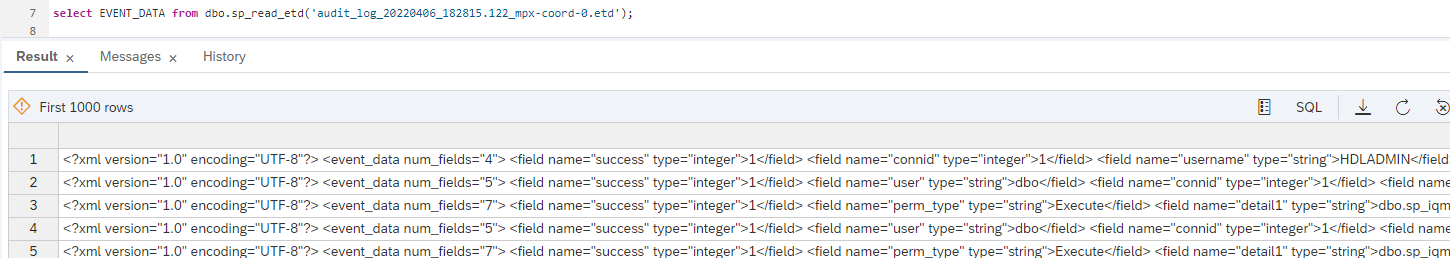 7 select EVENT_DATA from dbo.sp_read_etd('audit_log_20220406_182815.122_mpx-coord-0.etd');
8
Result × Messages × History
First 1000 rows SQL
1 <?xml version="1.0" encoding="UTF-8"?> <event_data num_fields="4"> <field name="success" type="integer">1</field> <field name="connid" type="integer">1</field> <field name="username" type="string">HDLADMIN</field
2 <?xml version="1.0" encoding="UTF-8"?> <event_data num_fields="5"> <field name="success" type="integer">1</field> <field name="user" type="string">dbo</field> <field name="connid" type="integer">1</field> <field name
3 <?xml version="1.0" encoding="UTF-8"?> <event_data num_fields="7"> <field name="success" type="integer">1</field> <field name="perm_type" type="string">Execute</field> <field name="detail1" type="string">dbo.sp_iqm
4 <?xml version="1.0" encoding="UTF-8"?> <event_data num_fields="5"> <field name="success" type="integer">1</field> <field name="user" type="string">dbo</field> <field name="connid" type="integer">1</field> <field name
5 <?xml version="1.0" encoding="UTF-8"?> <event_data num_fields="7"> <field name="success" type="integer">1</field> <field name="perm_type" type="string">Execute</field> <field name="detail1" type="string">dbo.sp_iqm